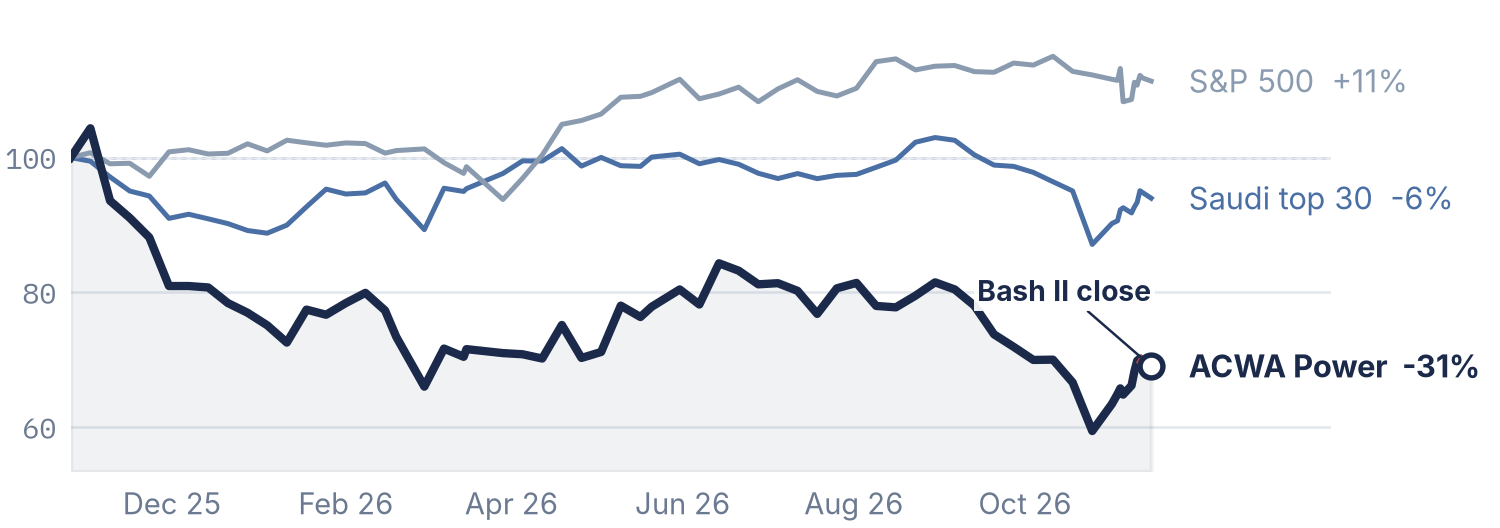 S&P 500 +11%
100
Saudi top 30 -6%
80
Bash II close
ACWA Power -31%
60
Dec 25 Feb 26 Apr 26 Jun 26 Aug 26 Oct 26